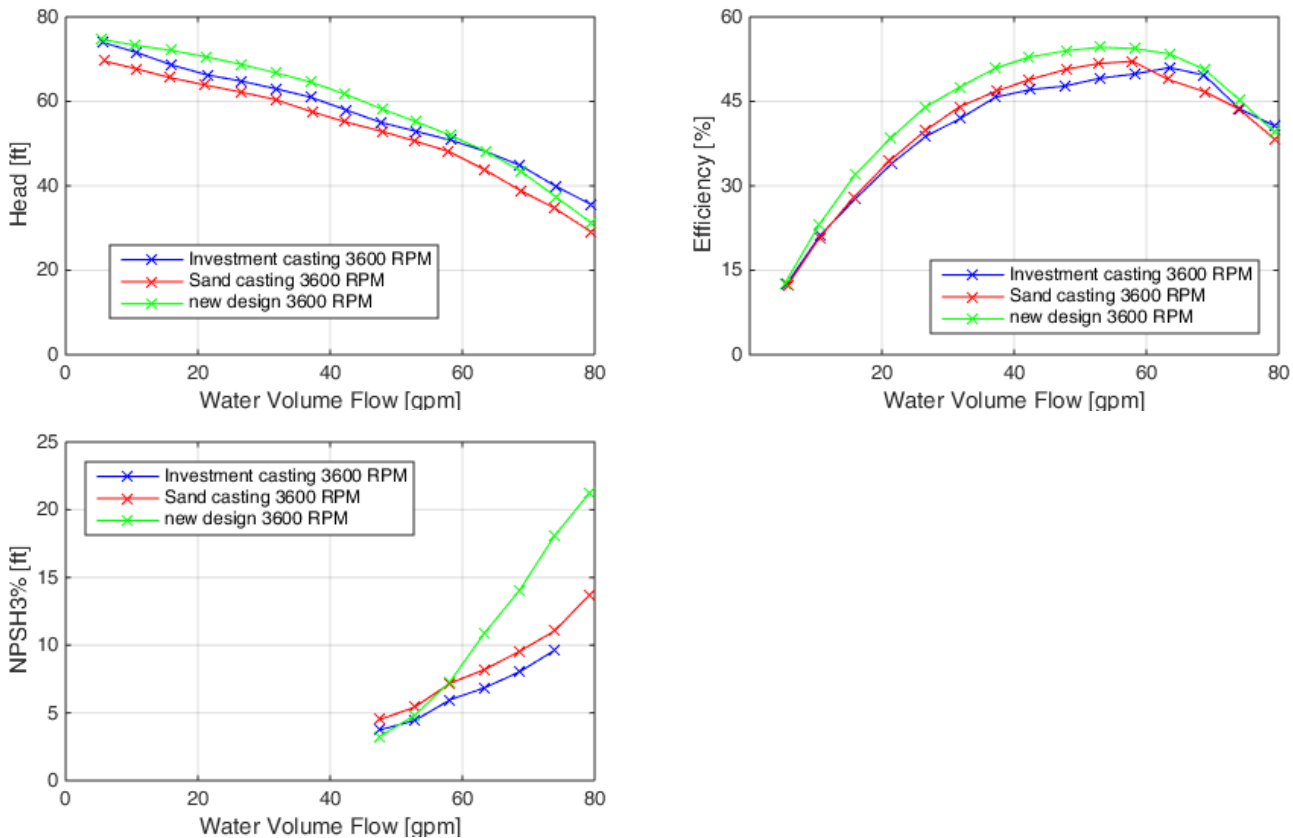 80
60
40
20
0
Head [ft]
Investment casting 3600 RPM
Sand casting 3600 RPM
new design 3600 RPM
0 20 40 60 80
Water Volume Flow [gpm]
60
45
30
15
0
Efficiency [%]
Investment casting 3600 RPM
Sand casting 3600 RPM
new design 3600 RPM
20 40 60 80
Water Volume Flow [gpm]
25
20
15
10
5
0
NPSH3% [ft]
Investment casting 3600 RPM
Sand casting 3600 RPM
new design 3600 RPM
0 20 40 60 80
Water Volume Flow [gpm]